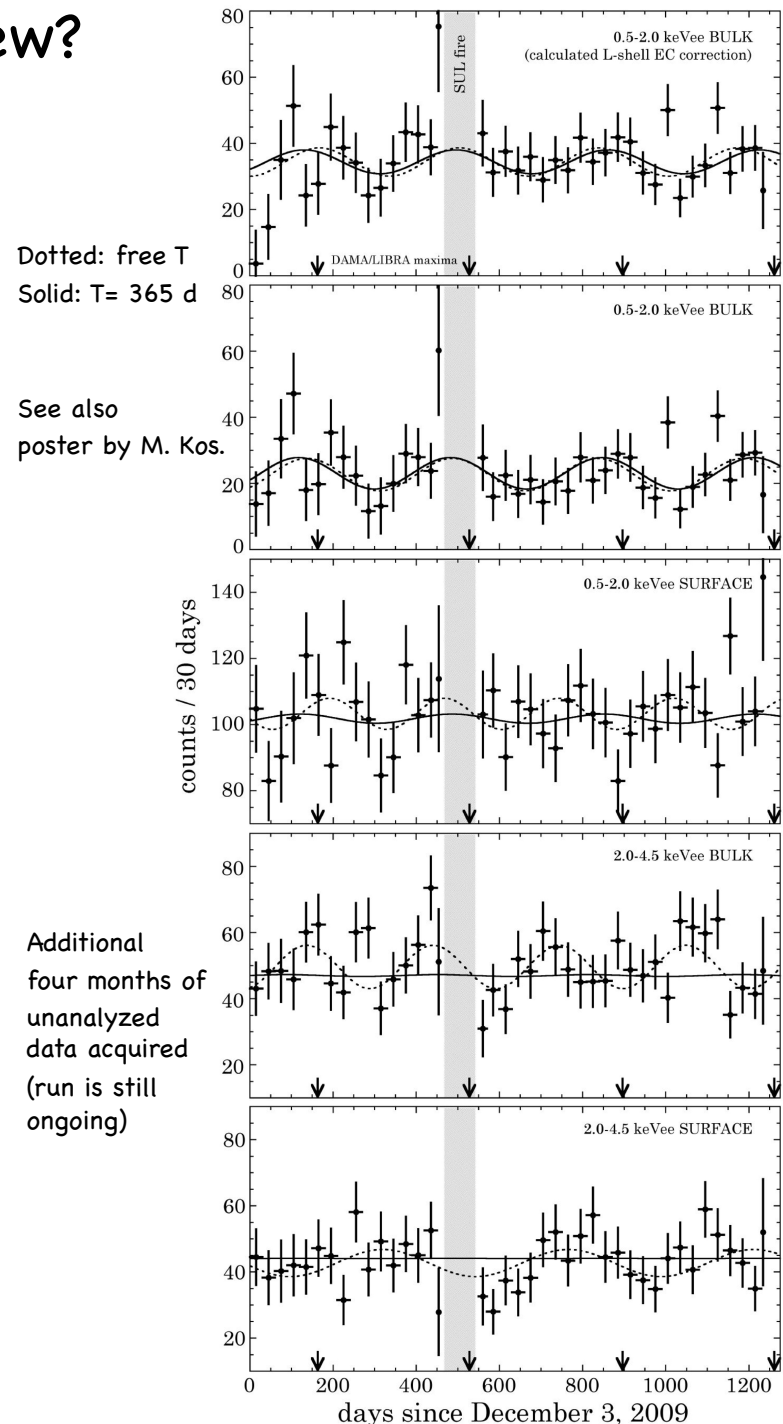 ew?
Dotted: free T
Solid: T= 365 d
See also
poster by M. Kos.
Additional
four months of
unanalyzed
data acquired
(run is still
ongoing)
counts / 30 days
80
60
40
20
0
0.5-2.0 keVee BULK
(calculated L-shell EC correction)
SUL fire
DAMA/LIBRA maxima
80
60
40
20
0
0.5-2.0 keVee BULK
140
120
100
80
0.5-2.0 keVee SURFACE
80
60
40
20
2.0-4.5 keVee BULK
80
60
40
20
2.0-4.5 keVee SURFACE
0 200 400 600 800 1000 1200
days since December 3, 2009